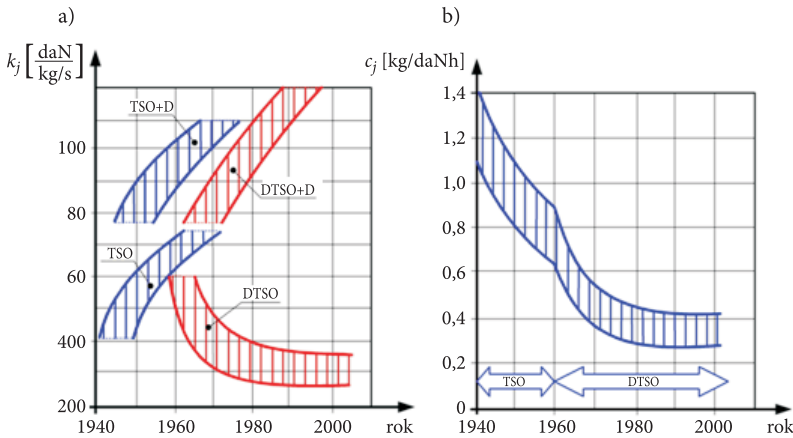 a)
k_j [daN / kg/s]
TSO+D
DTSO+D
TSO
DTSO
100
80
60
400
200
1940
1960
1980
2000
rok
b)
c_j [kg/daNh]
1,4
1,2
1,0
0,8
0,6
0,4
0,2
0
TSO
DTSO
1940
1960
1980
2000
rok